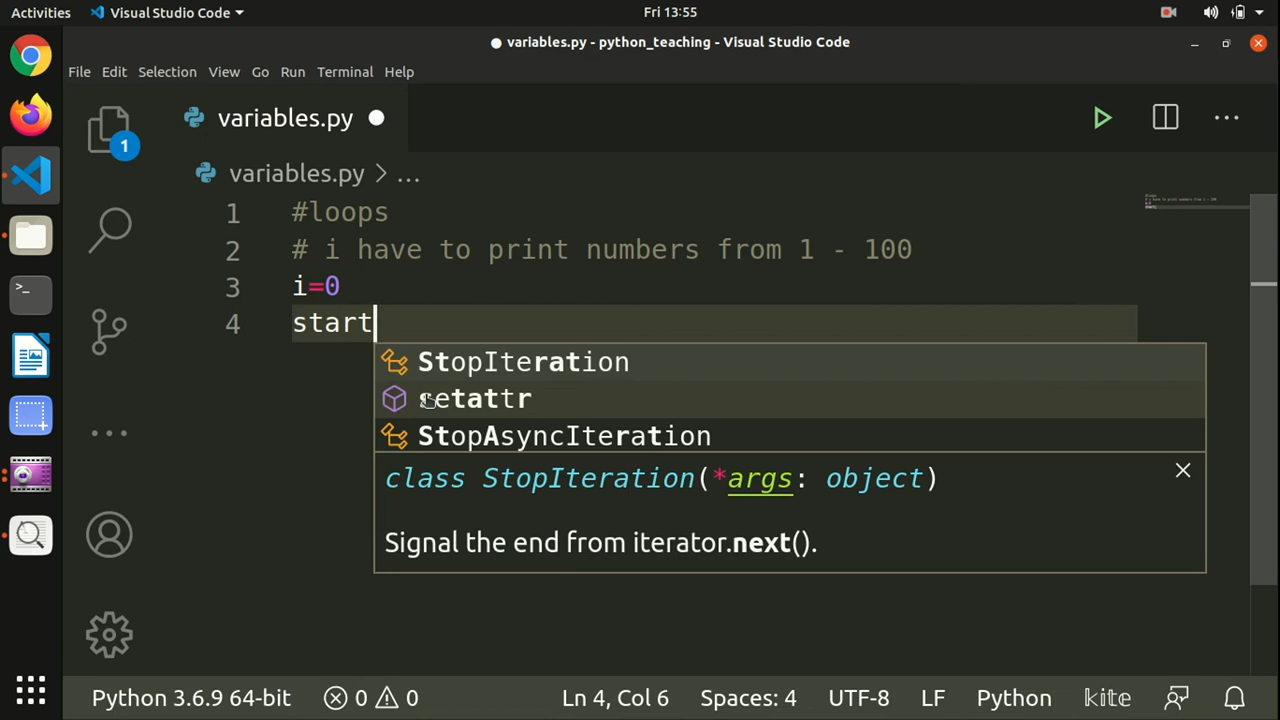 Activities
Visual Studio Code
Fri 13:55
● variables.py - python_teaching - Visual Studio Code
File Edit Selection View Go Run Terminal Help
1
variables.py
variables.py > ...
1 #loops
2 # i have to print numbers from 1 - 100
3 i=0
4 start
StopIteration
setattr
StopAsyncIteration
class StopIteration(*args: object)
Signal the end from iterator.next().
Python 3.6.9 64-bit 0 0 Ln 4, Col 6 Spaces: 4 UTF-8 LF Python kite